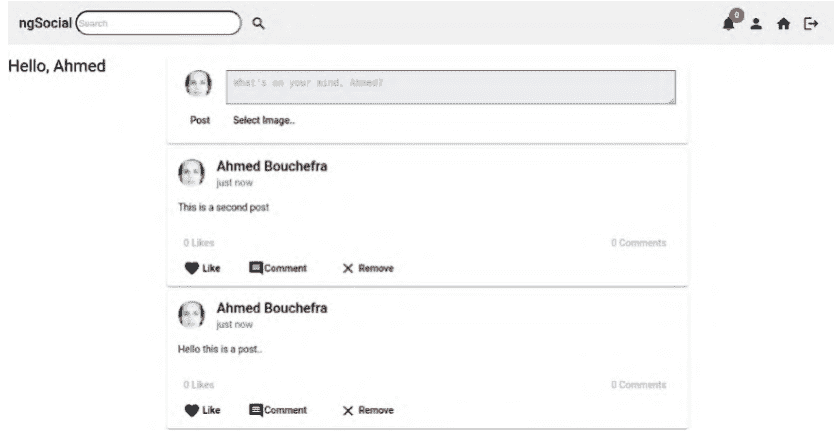 ngSocial Search 0
Hello, Ahmed
What's on your mind, Ahmed?
Post Select Image..
Ahmed Bouchefra
just now
This is a second post
0 Likes 0 Comments
Like Comment Remove
Ahmed Bouchefra
just now
Hello this is a post..
0 Likes 0 Comments
Like Comment Remove